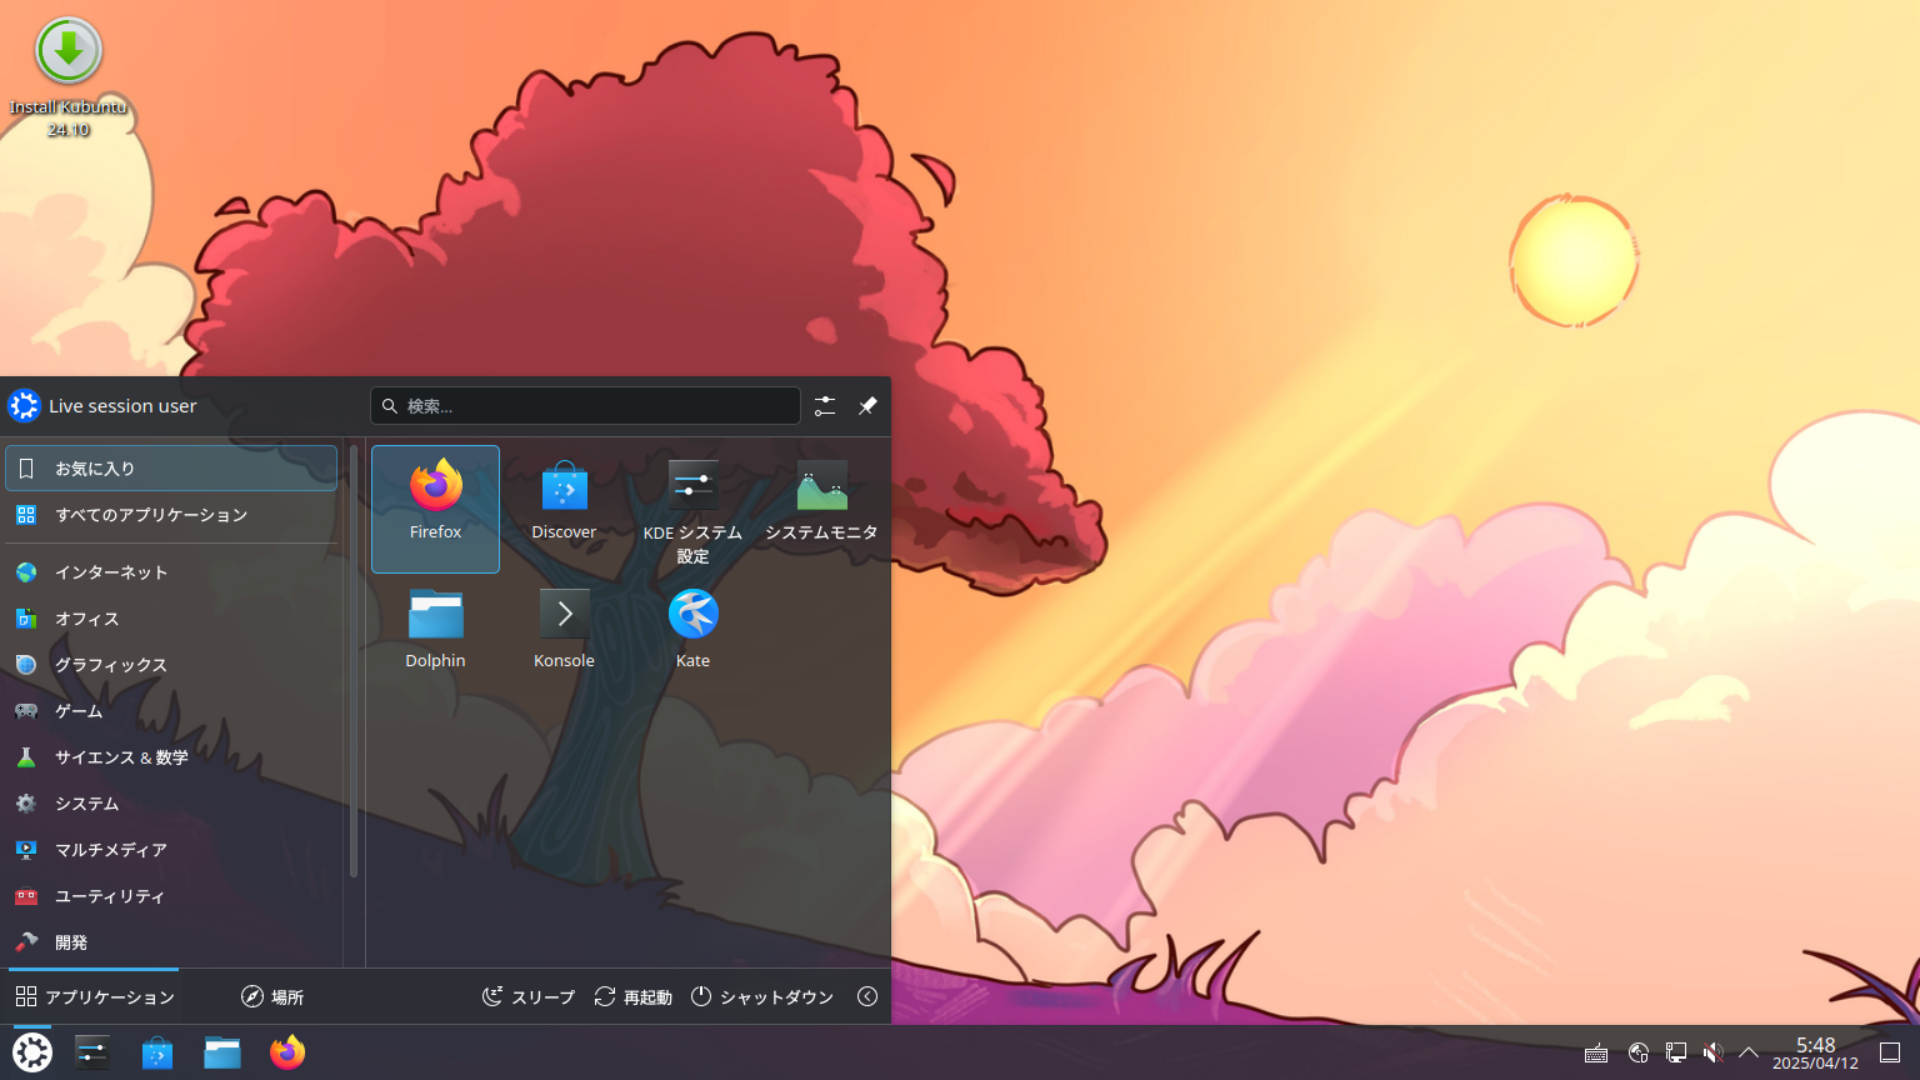 Install Kubuntu
24.10
Live session user
検索...
お気に入り
すべてのアプリケーション
インターネット
オフィス
グラフィックス
ゲーム
サイエンス & 数学
システム
マルチメディア
ユーティリティ
開発
Firefox
Discover
KDE システム
設定
システムモニタ
Dolphin
Konsole
Kate
アプリケーション
場所
スリープ
再起動
シャットダウン
5:48
2025/04/12